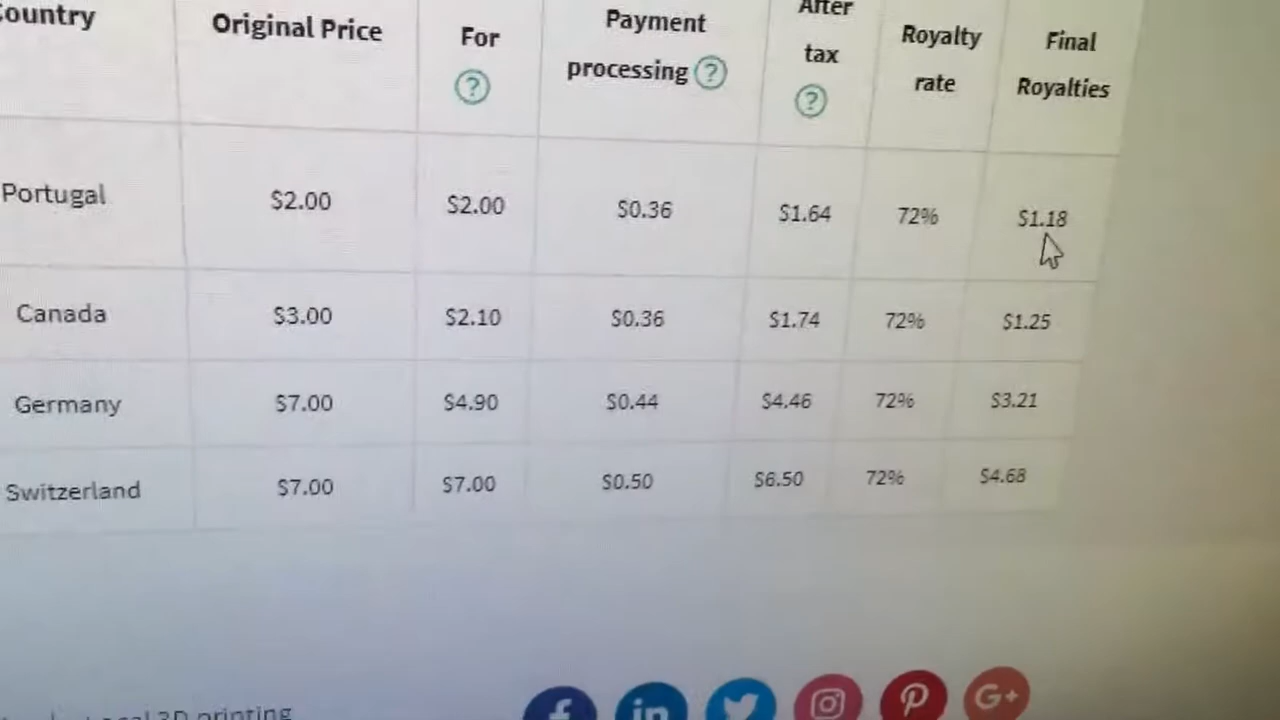 Country Original Price For ? Payment processing ? After tax ? Royalty rate Final Royalties
Portugal $2.00 $2.00 $0.36 $1.64 72% $1.18
Canada $3.00 $2.10 $0.36 $1.74 72% $1.25
Germany $7.00 $4.90 $0.44 $4.46 72% $3.21
Switzerland $7.00 $7.00 $0.50 $6.50 72% $4.68
3D printing
f in G+